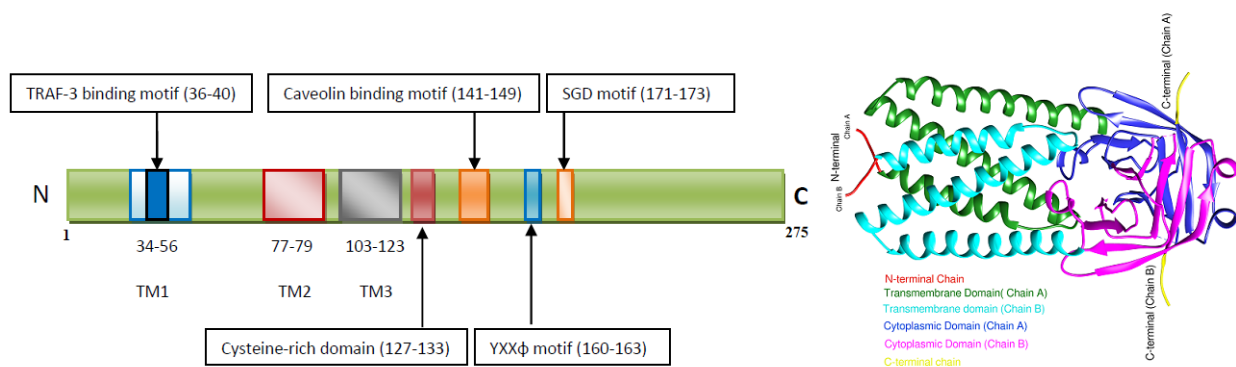 TRAF-3 binding motif (36-40)
Caveolin binding motif (141-149)
SGD motif (171-173)
N
C
1
275
34-56
77-79
103-123
TM1
TM2
TM3
Cysteine-rich domain (127-133)
YXXϕ motif (160-163)
C-terminal (Chain A)
N-terminal
Chain A
Chain B
C-terminal (Chain B)
N-terminal Chain
Transmembrane Domain( Chain A)
Transmembrane domain (Chain B)
Cytoplasmic Domain (Chain A)
Cytoplasmic Domain (Chain B)
C-terminal chain